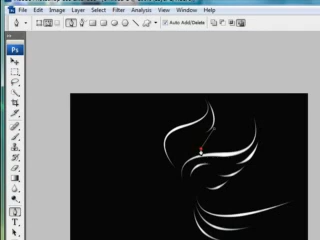 File Edit Image Layer Select Filter Analysis View Window Help
Auto Add/Delete
Ps
T